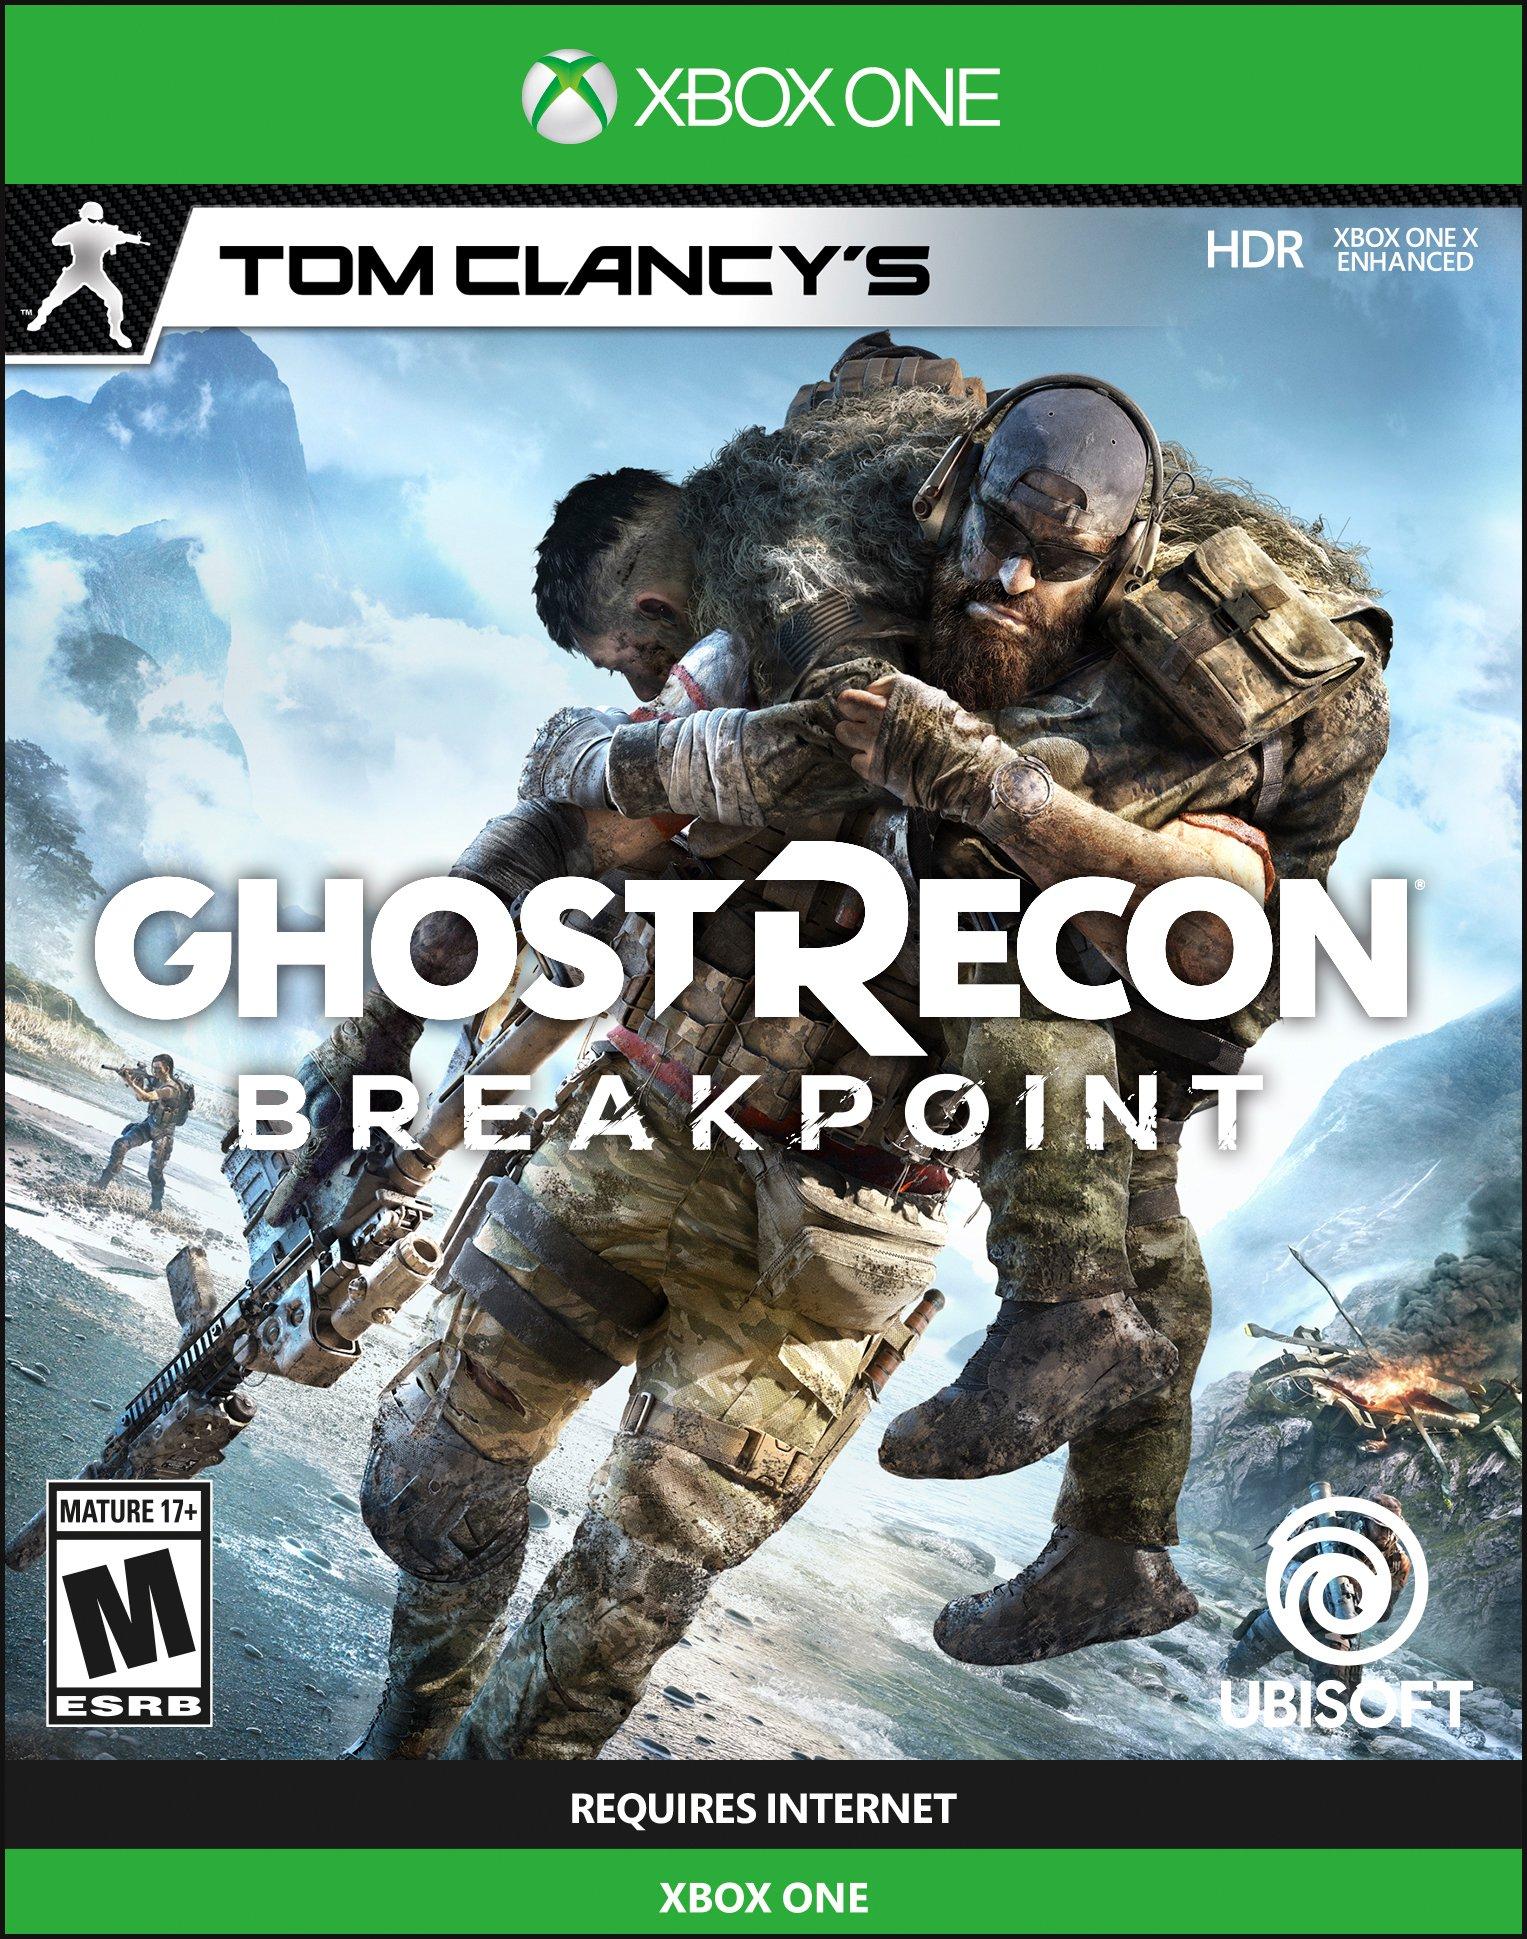 XBOX ONE
TOM CLANCY'S
HDR
XBOX ONE X
ENHANCED
™
GHOST RECON®
BREAKPOINT
MATURE 17+
M
ESRB
UBISOFT
REQUIRES INTERNET
XBOX ONE